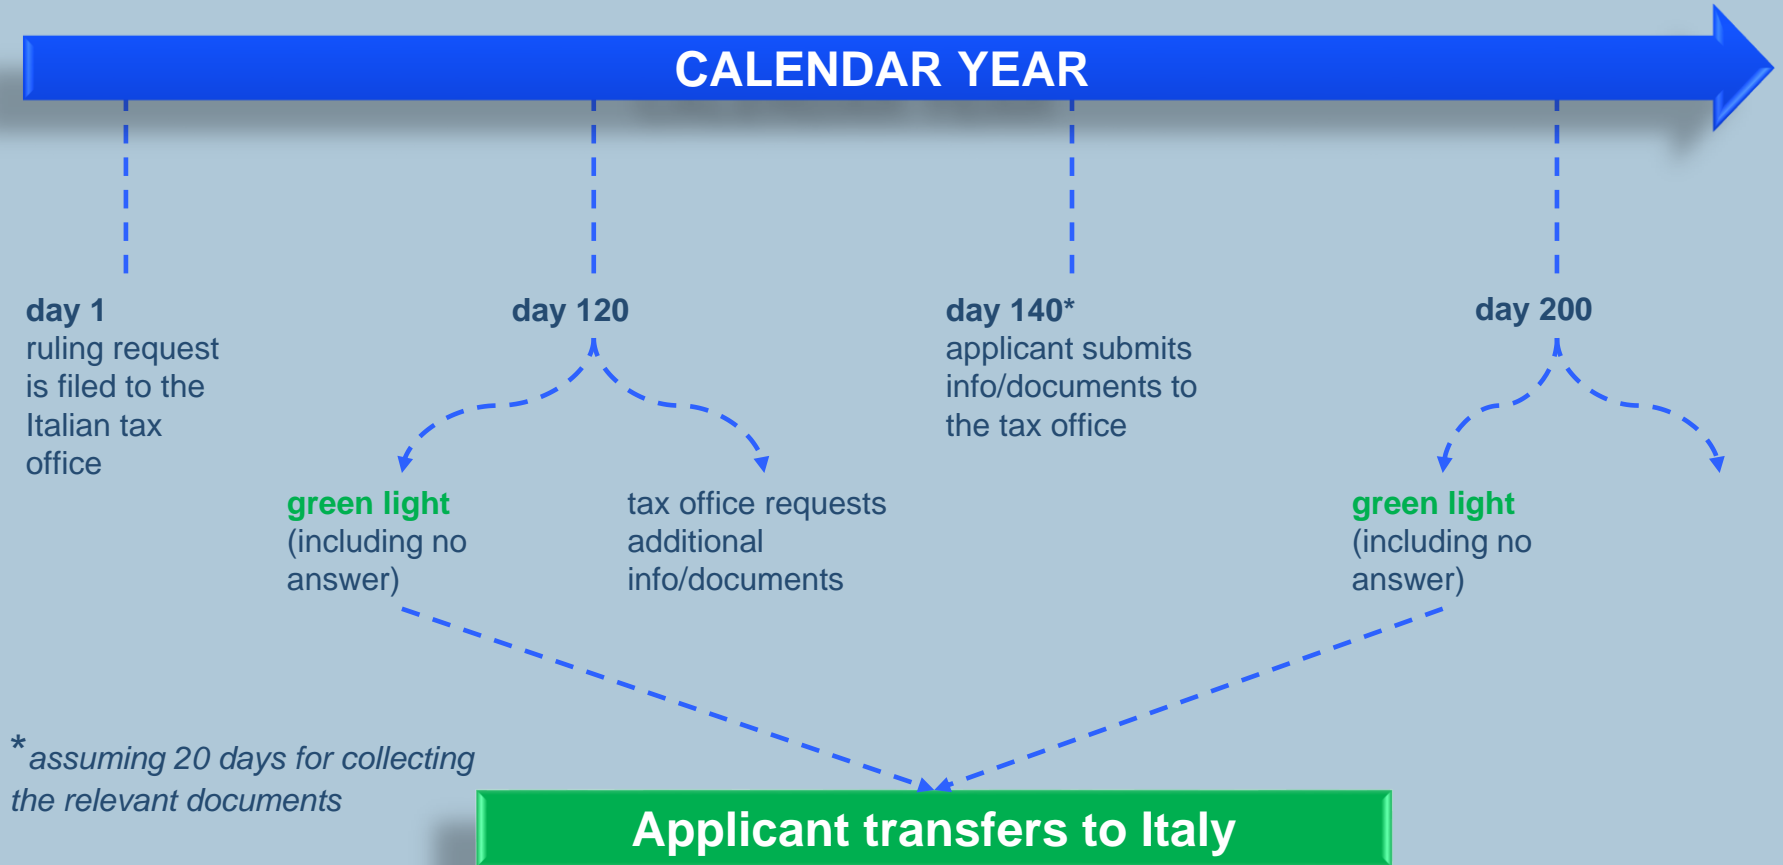 CALENDAR YEAR
day 1
ruling request
is filed to the
Italian tax
office
day 120
green light
(including no
answer)
tax office requests
additional
info/documents
day 140*
applicant submits
info/documents to
the tax office
day 200
green light
(including no
answer)
*assuming 20 days for collecting
the relevant documents
Applicant transfers to Italy